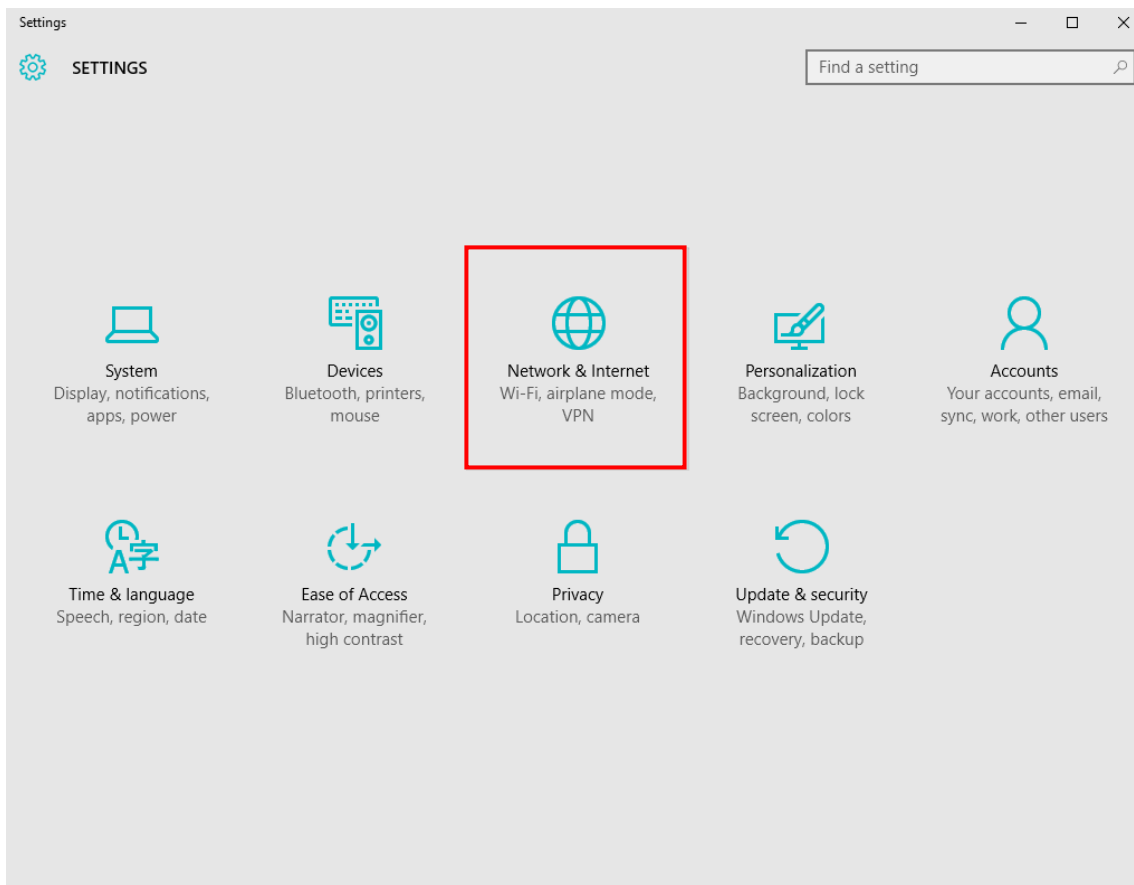 Settings
SETTINGS
Find a setting
System
Display, notifications,
apps, power
Devices
Bluetooth, printers,
mouse
Network & Internet
Wi-Fi, airplane mode,
VPN
Personalization
Background, lock
screen, colors
Accounts
Your accounts, email,
sync, work, other users
A字
Time & language
Speech, region, date
Ease of Access
Narrator, magnifier,
high contrast
Privacy
Location, camera
Update & security
Windows Update,
recovery, backup